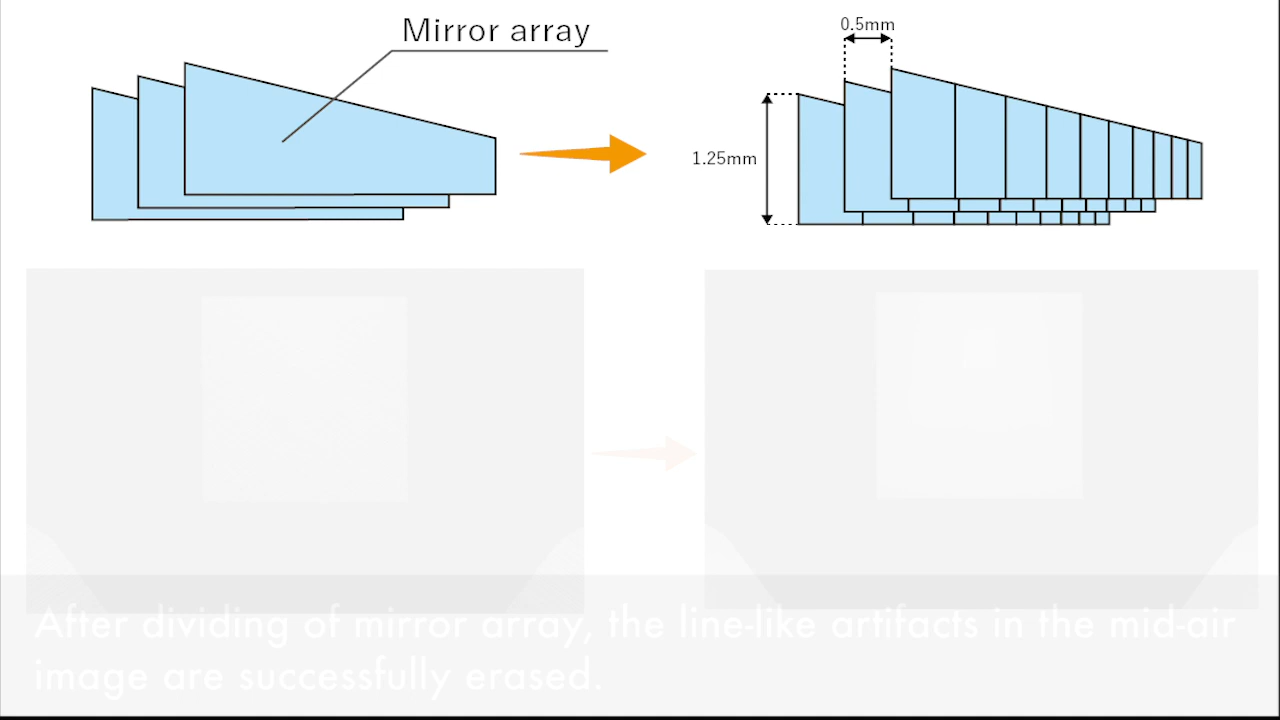 Mirror array
0.5mm
1.25mm
After dividing of mirror array, the line-like artifacts in the mid-air
image are successfully erased.